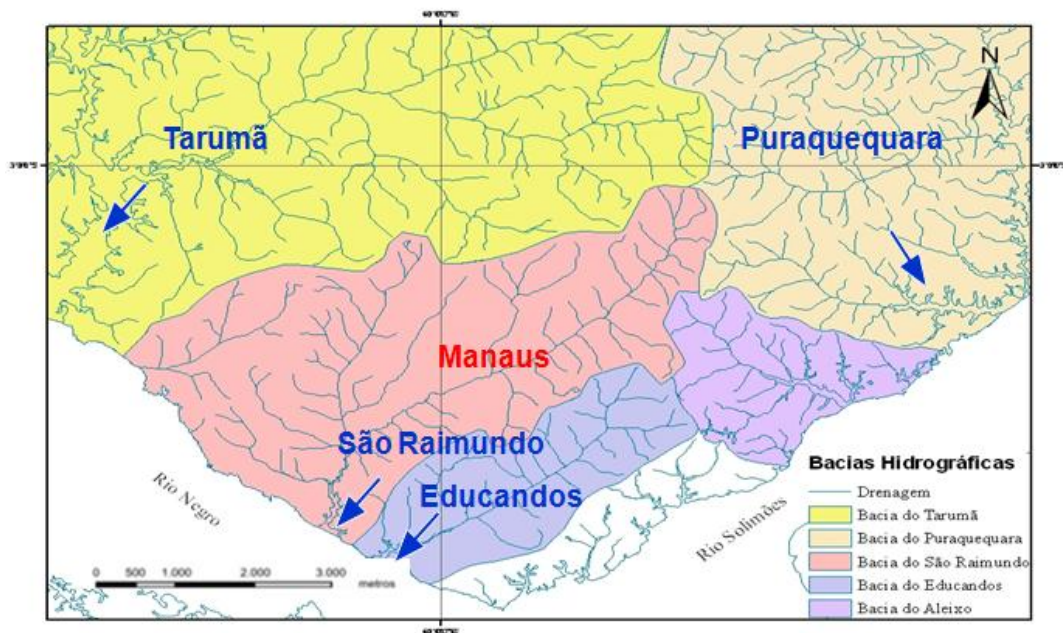 N
Tarumã
Puraquequara
Manaus
São Raimundo
Educandos
Rio Negro
Rio Solimões
Bacias Hidrográficas
Drenagem
Bacia do Tarumã
Bacia do Puraquequara
Bacia do São Raimundo
Bacia do Educandos
Bacia do Aleixo
0 500 1.000 2.000 3.000
metros